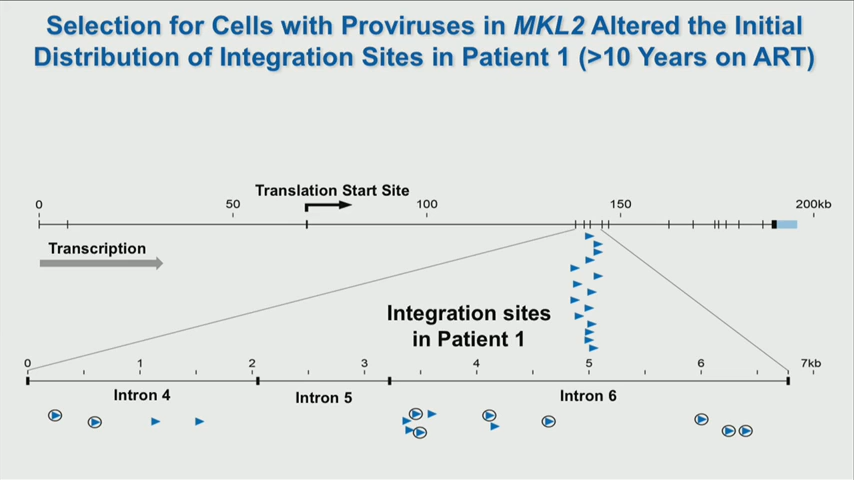 Selection for Cells with Proviruses in MKL2 Altered the Initial
Distribution of Integration Sites in Patient 1 (>10 Years on ART)
Translation Start Site
0 50 100 150 200kb
Transcription
Integration sites
in Patient 1
0 1 2 3 4 5 6 7kb
Intron 4 Intron 5 Intron 6